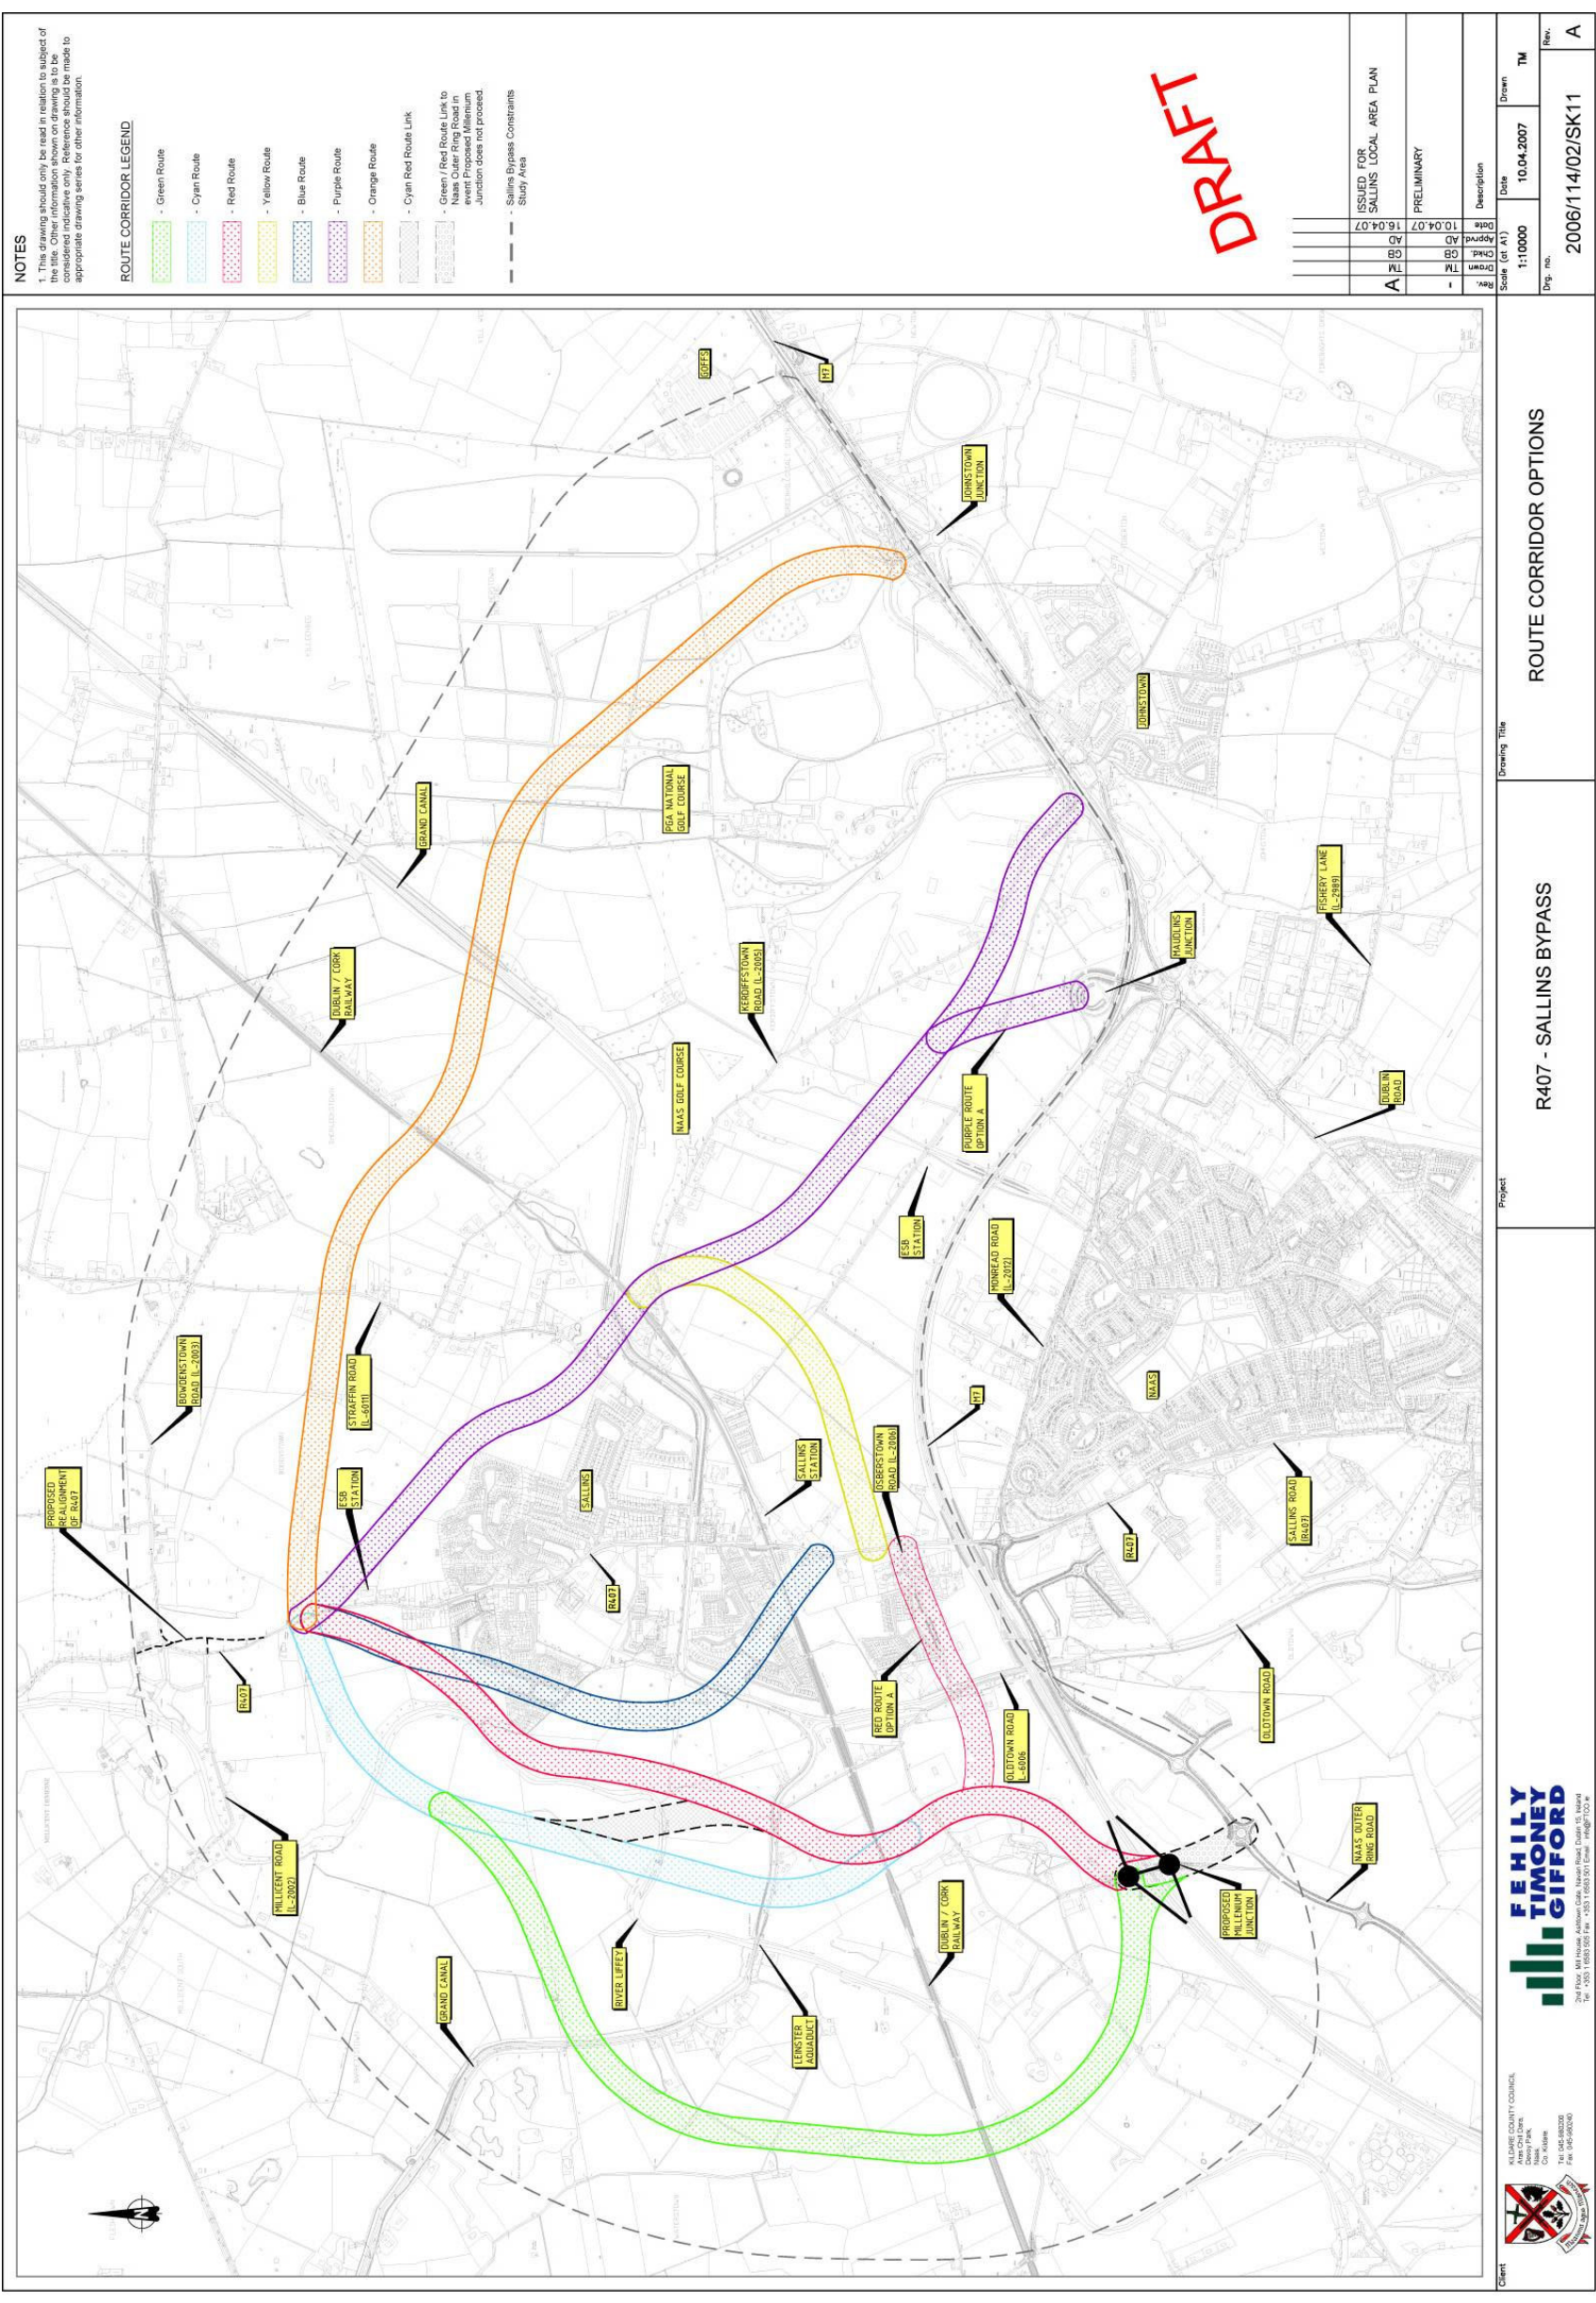 NOTES
1. This drawing should only be read in relation to subject of
the title. Other information shown on drawing is to be
considered indicative only. Reference should be made to
appropriate drawing series for other information.
ROUTE CORRIDOR LEGEND
- Green Route
- Cyan Route
- Red Route
- Yellow Route
- Blue Route
- Purple Route
- Orange Route
- Cyan Red Route Link
- Green / Red Route Link to
Naas Outer Ring Road in
event Proposed Millenium
Junction does not proceed.
- Sallins Bypass Constraints
Study Area
DRAFT
A TM GB AD 16.04.07 ISSUED FOR
SALLINS LOCAL AREA PLAN
- TM GB AD 10.04.07 PRELIMINARY
Rev. Drawn Chkd. Apprvd. Date Description
Scale (at A1)
1:10000
Date
10.04.2007
Drawn
TM
Drg. no.
2006/114/02/SK11
Rev.
A
Drawing Title
ROUTE CORRIDOR OPTIONS
Project
R407 - SALLINS BYPASS
FEHILY
TIMONEY
GIFFORD
Client
KILDARE COUNTY COUNCIL
Devoy Park,
Naas,
Co. Kildare.
N
PROPOSED
REALIGNMENT
OF R407
BOWDENSTOWN
ROAD (L-2003)
R407
MILLICENT ROAD
(L-2002)
GRAND CANAL
ESB
STATION
STRAFFIN ROAD
(L-6011)
DUBLIN / CORK
RAILWAY
GRAND CANAL
GOFFS
M7
JOHNSTOWN
JUNCTION
PGA NATIONAL
GOLF COURSE
JOHNSTOWN
KERDIFFSTOWN
ROAD (L-2005)
NAAS GOLF COURSE
MAUDLINS
JUNCTION
FISHERY LANE
(L-2989)
PURPLE ROUTE
OPTION A
DUBLIN
ROAD
ESB
STATION
MONREAD ROAD
(L-2012)
NAAS
M7
SALLINS
SALLINS
STATION
OSBERSTOWN
ROAD (L-2006)
R407
R407
SALLINS ROAD
(R407)
RED ROUTE
OPTION A
OLDTOWN ROAD
L-6006
OLDTOWN ROAD
RIVER LIFFEY
LEINSTER
AQUADUCT
DUBLIN / CORK
RAILWAY
PROPOSED
MILLENIUM
JUNCTION
NAAS OUTER
RING ROAD